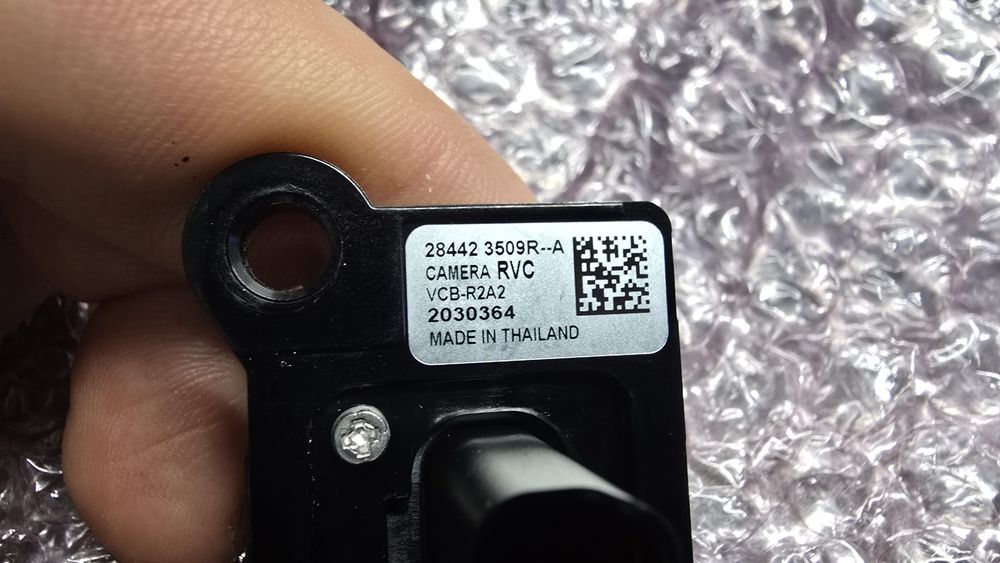 28442 3509R--A
CAMERA RVC
VCB-R2A2
2030364
MADE IN THAILAND